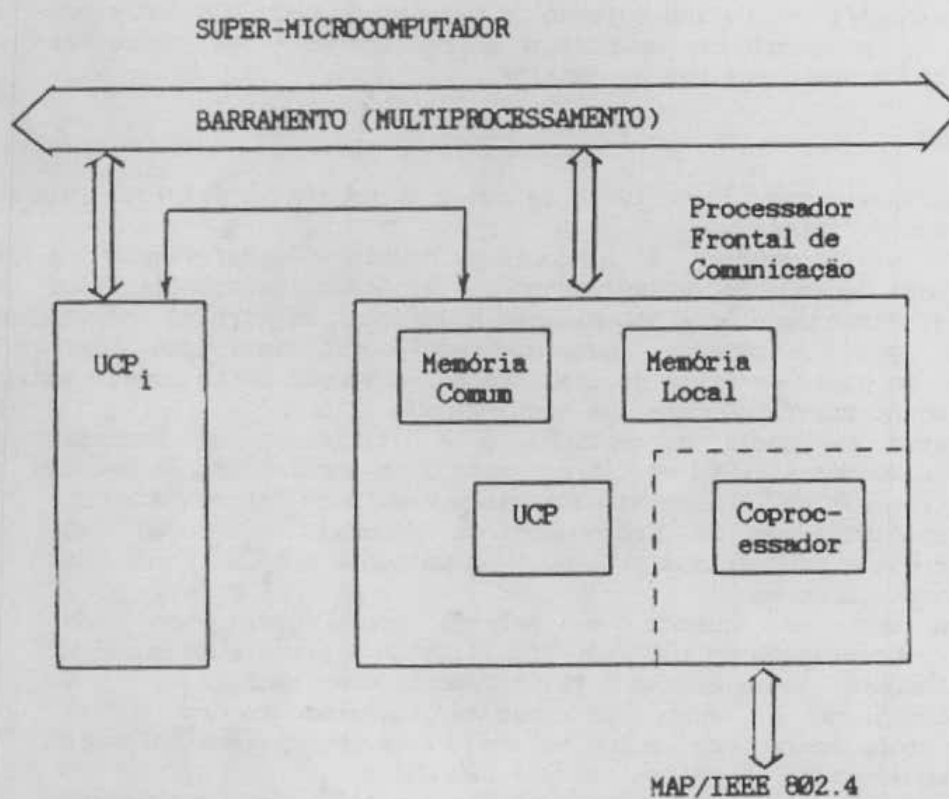 SUPER-MICROCOMPUTADOR
BARRAMENTO (MULTIPROCESSAMENTO)
Processador
Frontal de
Comunicação
UCPi
Memória
Comum
Memória
Local
UCP
Coproc-
essador
MAP/IEEE 802.4